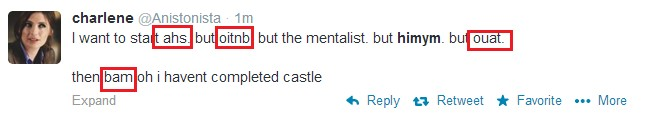 charlene @Anistonista · 1m
I want to start ahs. but oitnb. but the mentalist. but himym. but ouat.
then bam oh i havent completed castle
Expand Reply Retweet Favorite More